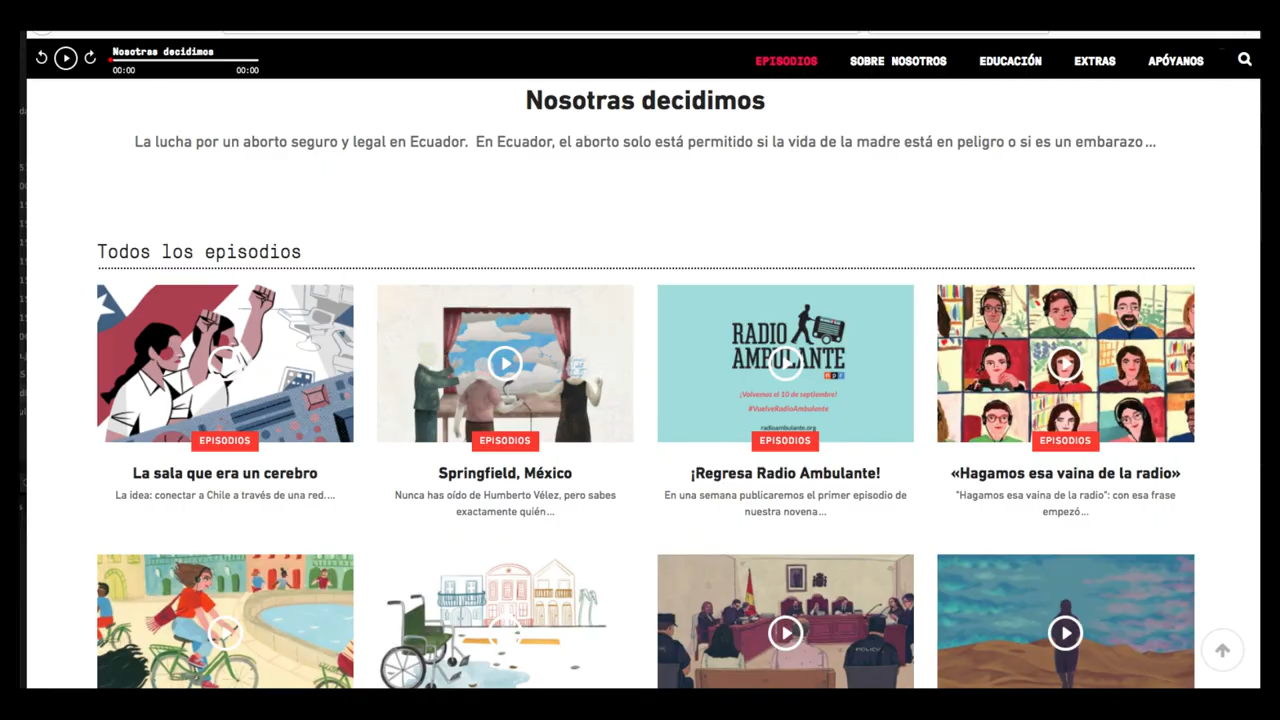 Nosotras decidimos
00:00 00:00
EPISODIOS SOBRE NOSOTROS EDUCACIÓN EXTRAS APÓYANOS
Nosotras decidimos
La lucha por un aborto seguro y legal en Ecuador. En Ecuador, el aborto solo está permitido si la vida de la madre está en peligro o si es un embarazo...
Todos los episodios
RADIO
AMBULANTE
npr
¡Volvemos el 10 de septiembre!
#VuelveRadioAmbulante
radioambulante.org
EPISODIOS EPISODIOS EPISODIOS EPISODIOS
La sala que era un cerebro
La idea: conectar a Chile a través de una red....
Springfield, México
Nunca has oído de Humberto Vélez, pero sabes
exactamente quién...
¡Regresa Radio Ambulante!
En una semana publicaremos el primer episodio de
nuestra novena...
«Hagamos esa vaina de la radio»
"Hagamos esa vaina de la radio": con esa frase
empezó...
POLICÍA